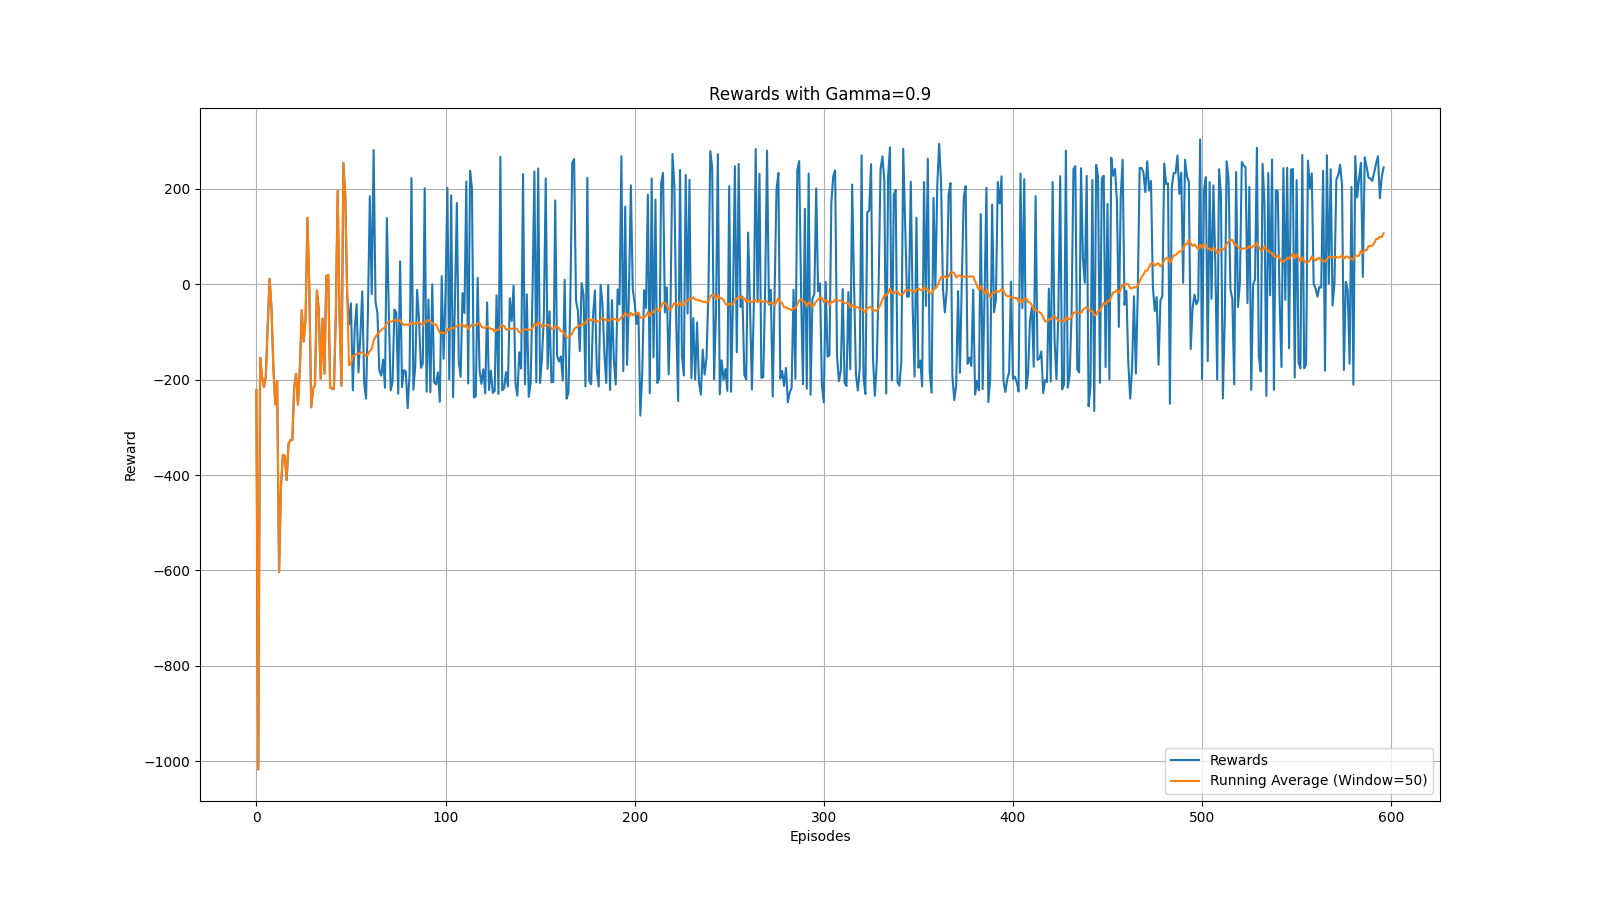 Rewards with Gamma=0.9
200
0
−200
−400
−600
−800
−1000
Reward
0
100
200
300
400
500
600
Episodes
Rewards
Running Average (Window=50)